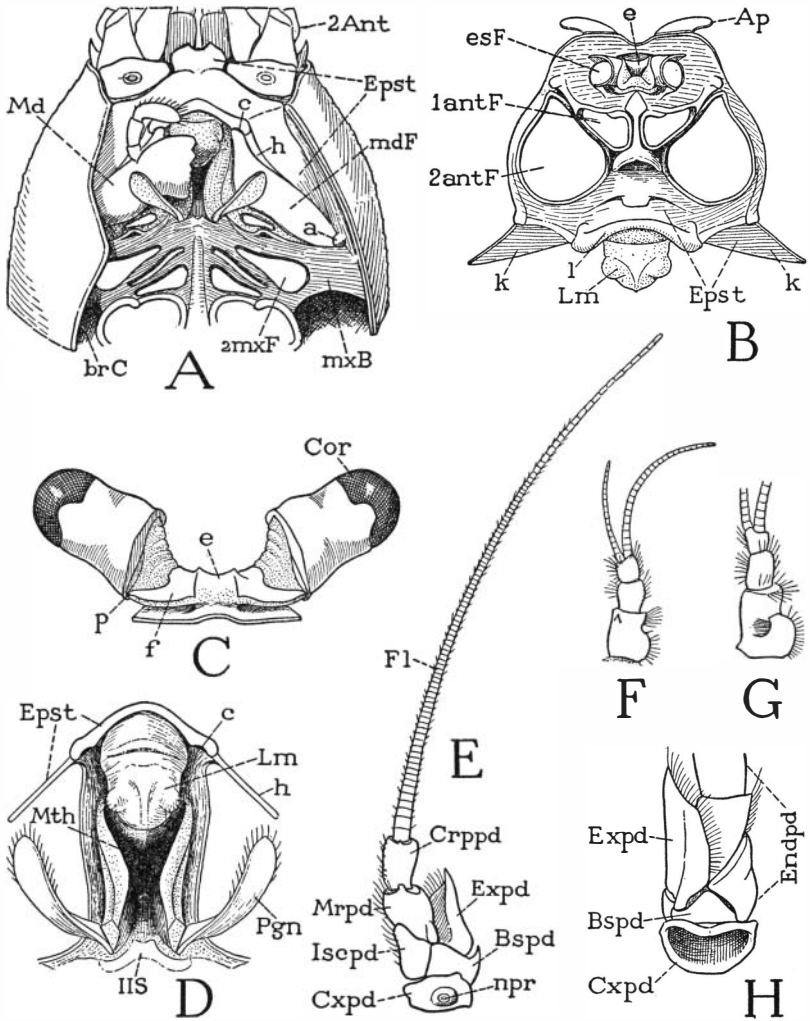 2Ant
Epst
Md
c
h
mdF
a
brC
A
2mxF
mxB
e
Ap
esF
1antF
2antF
k
l
Lm
Epst
k
B
Cor
e
p
f
C
Fl
E
F
G
Epst
c
Lm
h
Mth
Pgn
IIS
D
Crppd
Expd
Mrpd
Iscpd
Bspd
Cxpd
npr
Expd
Endpd
Bspd
Cxpd
H